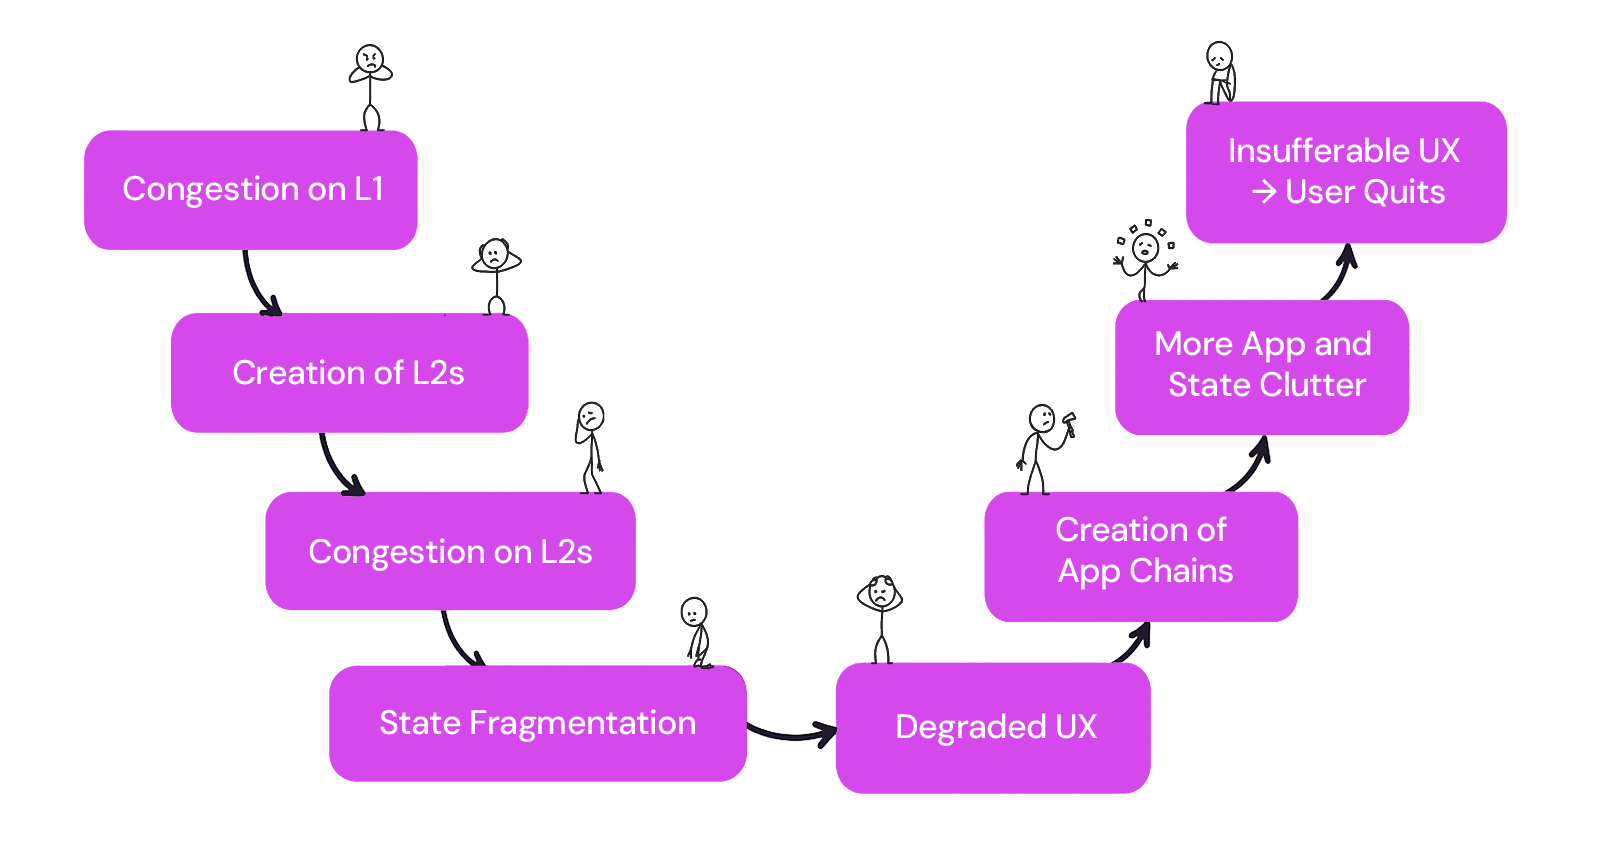 Congestion on L1
Creation of L2s
Congestion on L2s
State Fragmentation
Degraded UX
Creation of
App Chains
More App and
State Clutter
Insufferable UX
→ User Quits